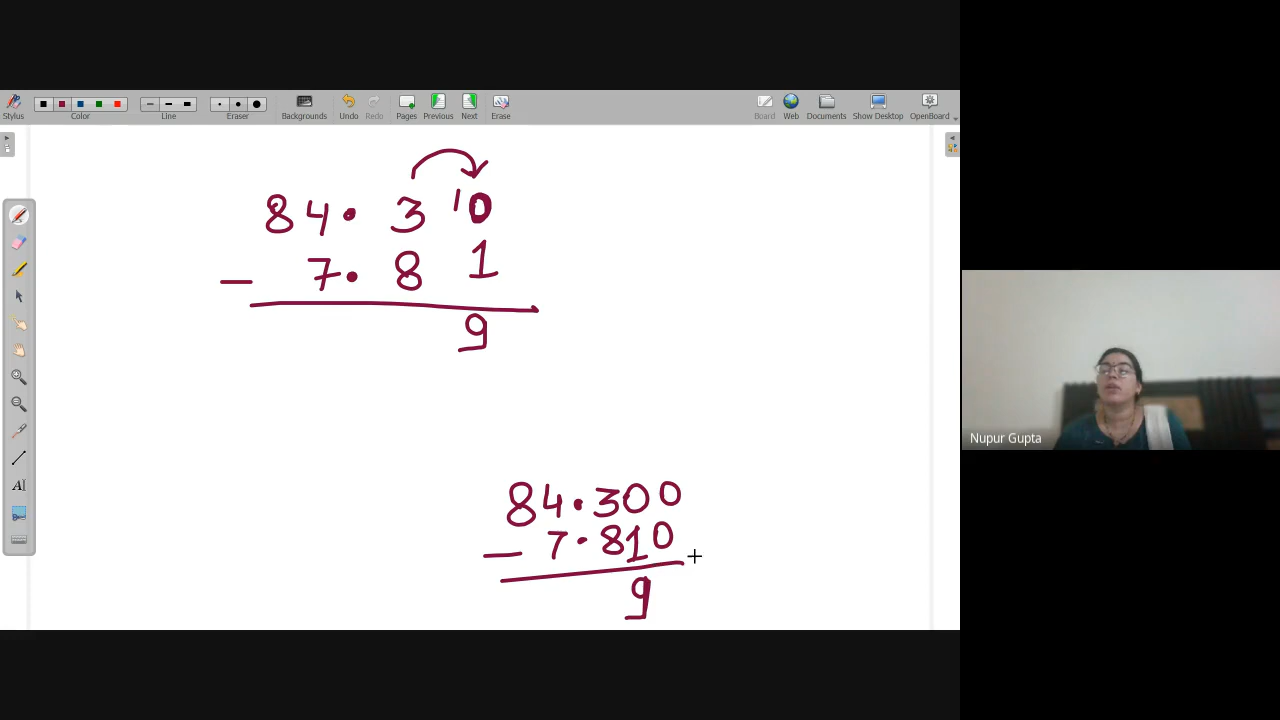 Stylus Color Line Eraser Backgrounds Undo Redo Pages Previous Next Erase Board Web Documents Show Desktop OpenBoard
84.3 10
- 7.8 1
9
84.300
- 7.810
9
Nupur Gupta